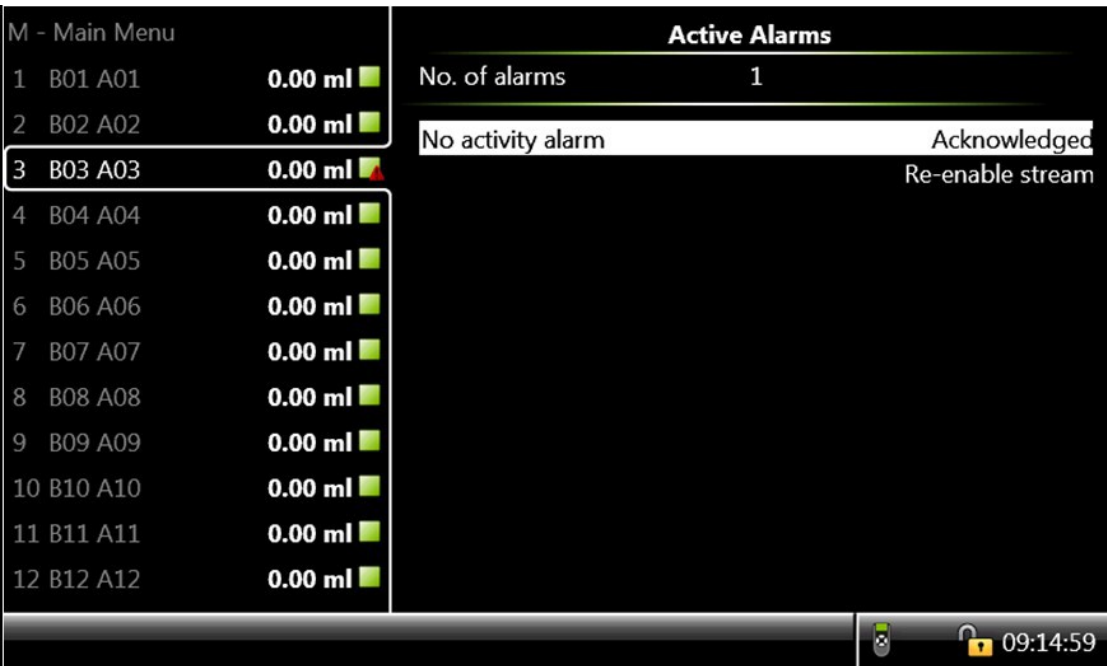 M - Main Menu
1 B01 A01 0.00 ml
2 B02 A02 0.00 ml
3 B03 A03 0.00 ml
4 B04 A04 0.00 ml
5 B05 A05 0.00 ml
6 B06 A06 0.00 ml
7 B07 A07 0.00 ml
8 B08 A08 0.00 ml
9 B09 A09 0.00 ml
10 B10 A10 0.00 ml
11 B11 A11 0.00 ml
12 B12 A12 0.00 ml
Active Alarms
No. of alarms 1
No activity alarm Acknowledged
Re-enable stream
09:14:59